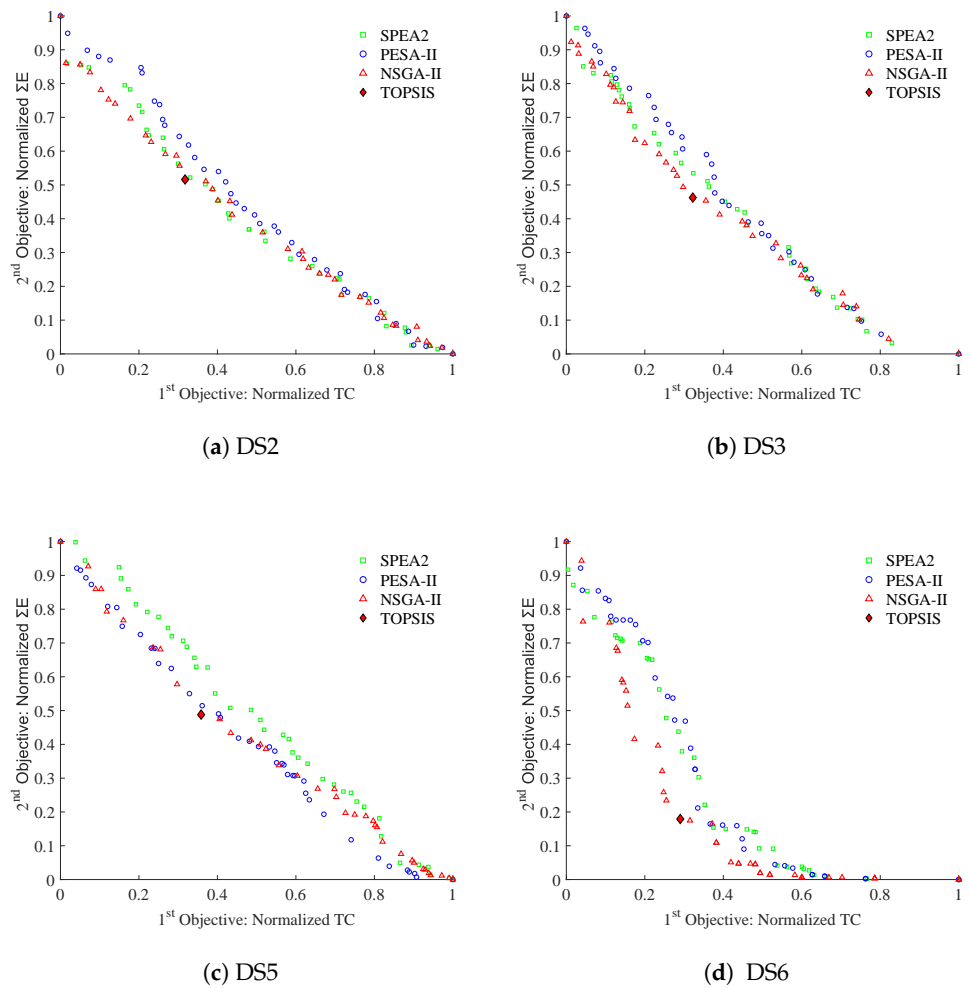 1
0.9
0.8
0.7
0.6
0.5
0.4
0.3
0.2
0.1
0
2nd Objective: Normalized ΣE
SPEA2
PESA-II
NSGA-II
TOPSIS
0 0.2 0.4 0.6 0.8 1
1st Objective: Normalized TC
(a) DS2
1
0.9
0.8
0.7
0.6
0.5
0.4
0.3
0.2
0.1
0
2nd Objective: Normalized ΣE
SPEA2
PESA-II
NSGA-II
TOPSIS
0 0.2 0.4 0.6 0.8 1
1st Objective: Normalized TC
(b) DS3
1
0.9
0.8
0.7
0.6
0.5
0.4
0.3
0.2
0.1
0
2nd Objective: Normalized ΣE
SPEA2
PESA-II
NSGA-II
TOPSIS
0 0.2 0.4 0.6 0.8 1
1st Objective: Normalized TC
(c) DS5
1
0.9
0.8
0.7
0.6
0.5
0.4
0.3
0.2
0.1
0
2nd Objective: Normalized ΣE
SPEA2
PESA-II
NSGA-II
TOPSIS
0 0.2 0.4 0.6 0.8 1
1st Objective: Normalized TC
(d) DS6